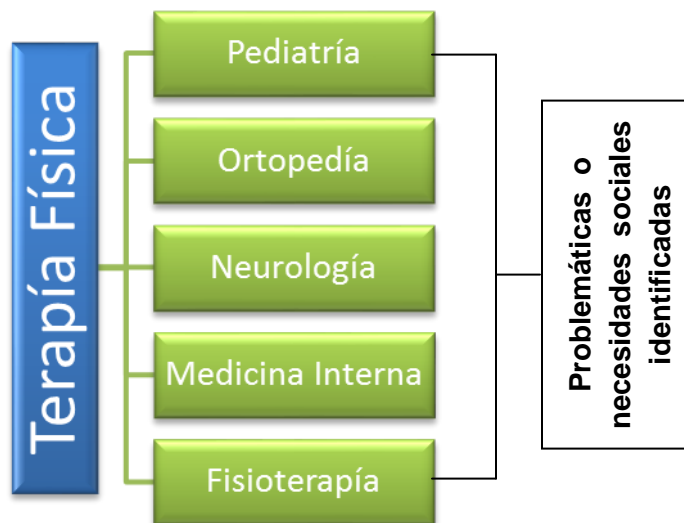 Terapía Física
Pediatría
Ortopedía
Neurología
Medicina Interna
Fisioterapía
Problemáticas o
necesidades sociales
identificadas